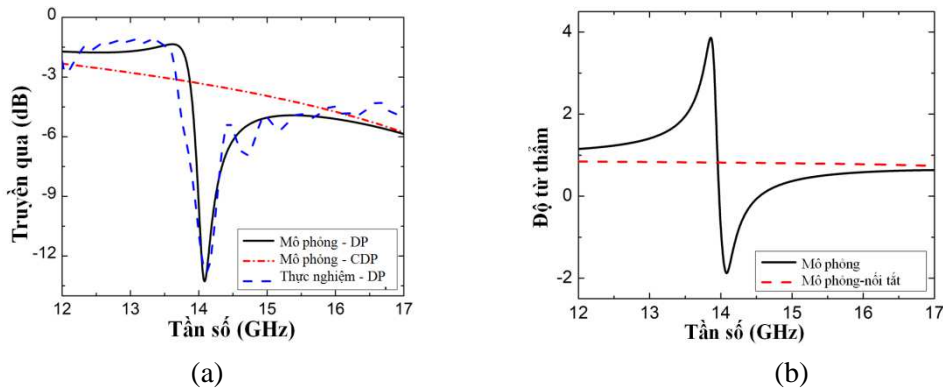 0
-3
-6
-9
-12
12 13 14 15 16 17
Truyền qua (dB)
Tần số (GHz)
Mô phỏng - DP
Mô phỏng - CDP
Thực nghiệm - DP
(a)
4
2
0
-2
12 13 14 15 16 17
Độ từ thẩm
Tần số (GHz)
Mô phỏng
Mô phỏng-nối tắt
(b)